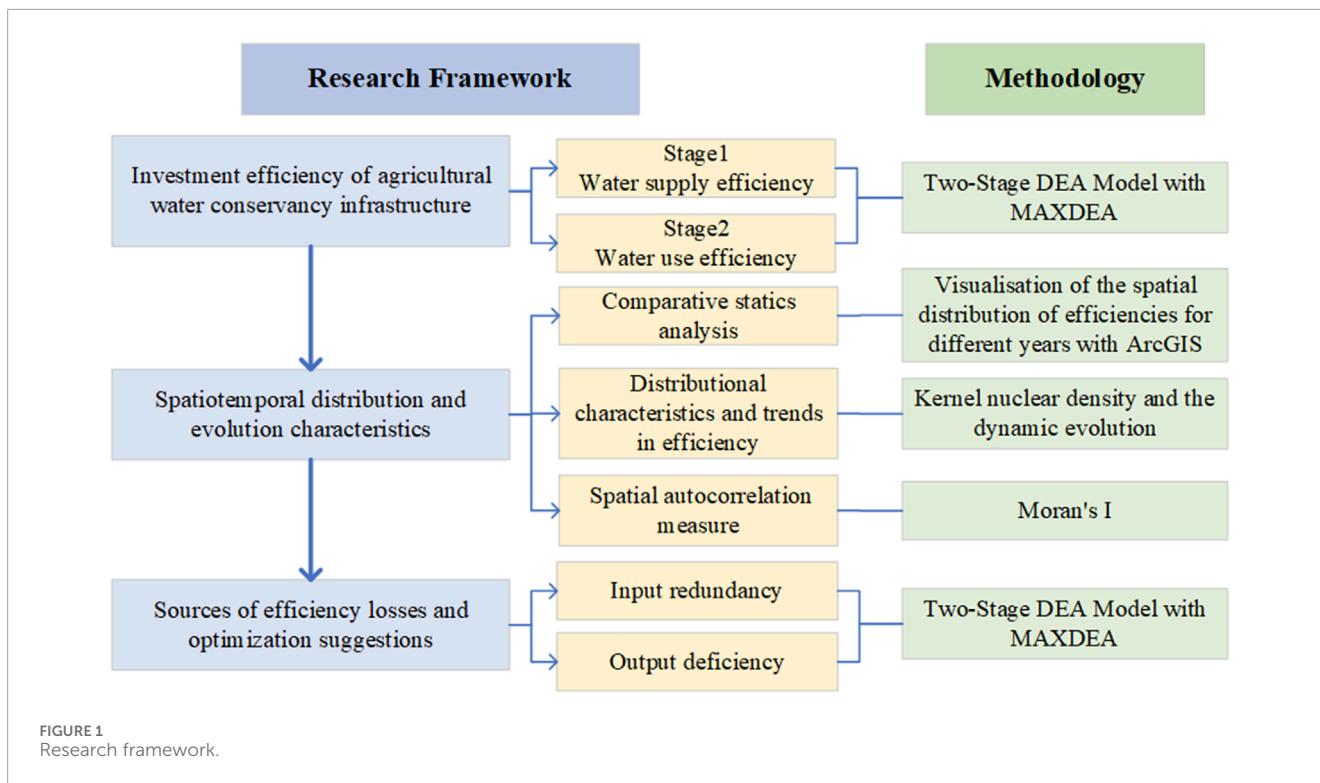 Research Framework
Methodology
Investment efficiency of agricultural
water conservancy infrastructure
Stage1
Water supply efficiency
Stage2
Water use efficiency
Two-Stage DEA Model with
MAXDEA
Spatiotemporal distribution and
evolution characteristics
Comparative statics
analysis
Visualisation of the spatial
distribution of efficiencies for
different years with ArcGIS
Distributional
characteristics and trends
in efficiency
Kernel nuclear density and the
dynamic evolution
Spatial autocorrelation
measure
Moran's I
Sources of efficiency losses and
optimization suggestions
Input redundancy
Output deficiency
Two-Stage DEA Model with
MAXDEA
FIGURE 1
Research framework.